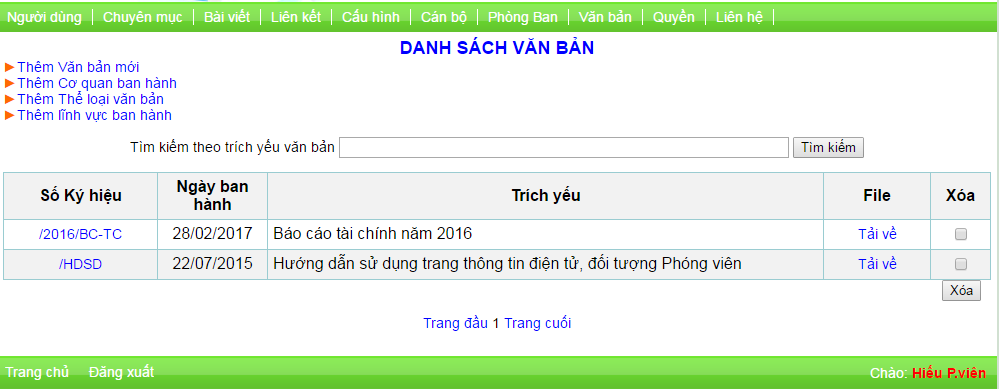 Người dùng Chuyên mục Bài viết Liên kết Cấu hình Cán bộ Phòng Ban Văn bản Quyền Liên hệ
DANH SÁCH VĂN BẢN
Thêm Văn bản mới
Thêm Cơ quan ban hành
Thêm Thể loại văn bản
Thêm lĩnh vực ban hành
Tìm kiếm theo trích yếu văn bản Tìm kiếm
Số Ký hiệu Ngày ban hành Trích yếu File Xóa
/2016/BC-TC 28/02/2017 Báo cáo tài chính năm 2016 Tải về
/HDSD 22/07/2015 Hướng dẫn sử dụng trang thông tin điện tử, đối tượng Phóng viên Tải về
Xóa
Trang đầu 1 Trang cuối
Trang chủ Đăng xuất Chào: Hiếu P.viên